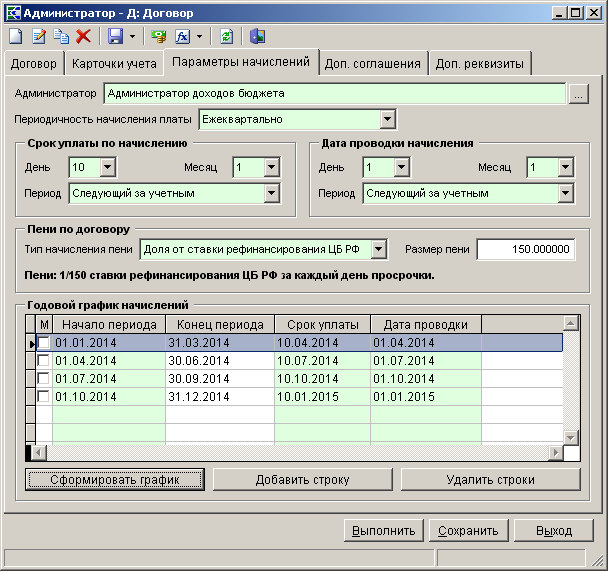 Администратор - Д: Договор
Договор Карточки учета Параметры начислений Доп. соглашения Доп. реквизиты
Администратор Администратор доходов бюджета ...
Периодичность начисления платы Ежеквартально
Срок уплаты по начислению Дата проводки начисления
День 10 Месяц 1 День 1 Месяц 1
Период Следующий за учетным Период Следующий за учетным
Пени по договору
Тип начисления пени Доля от ставки рефинансирования ЦБ РФ Размер пени 150.000000
Пени: 1/150 ставки рефинансирования ЦБ РФ за каждый день просрочки.
Годовой график начислений
М Начало периода Конец периода Срок уплаты Дата проводки
01.01.2014 31.03.2014 10.04.2014 01.04.2014
01.04.2014 30.06.2014 10.07.2014 01.07.2014
01.07.2014 30.09.2014 10.10.2014 01.10.2014
01.10.2014 31.12.2014 10.01.2015 01.01.2015
Сформировать график Добавить строку Удалить строки
Выполнить Сохранить Выход